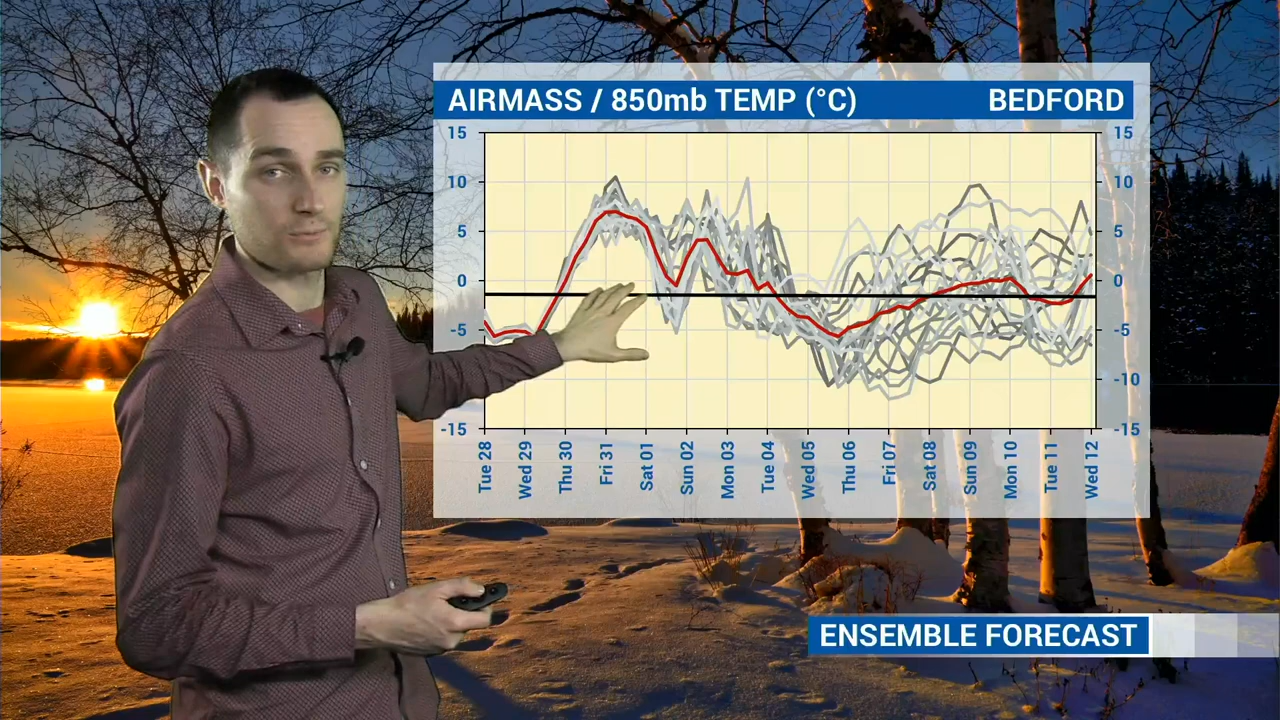 AIRMASS / 850mb TEMP (°C) BEDFORD
15 15
10 10
5 5
0 0
-5 -5
-10 -10
-15 -15
Tue 28 Wed 29 Thu 30 Fri 31 Sat 01 Sun 02 Mon 03 Tue 04 Wed 05 Thu 06 Fri 07 Sat 08 Sun 09 Mon 10 Tue 11 Wed 12
ENSEMBLE FORECAST